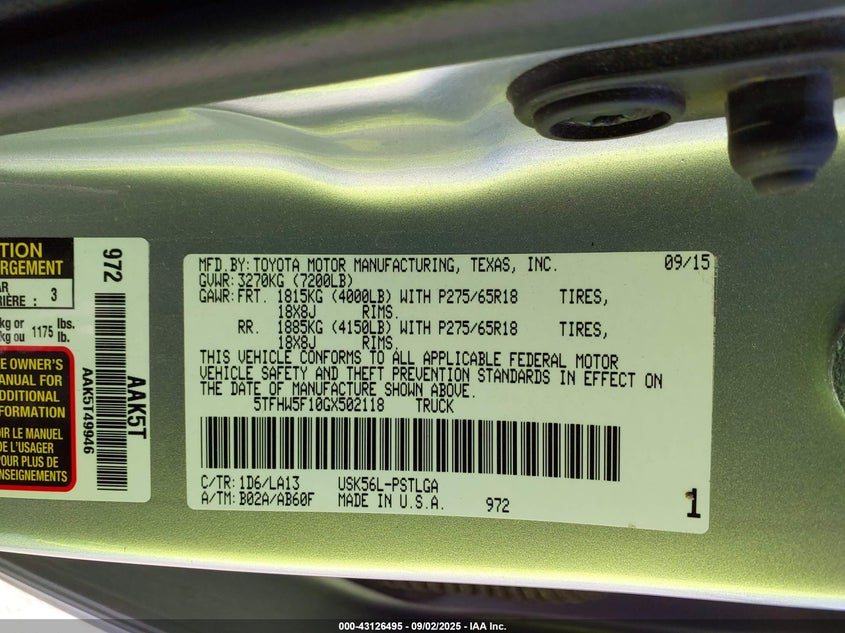 TION
RGEMENT
AR
RIÈRE : 3
kg or 1175 lbs.
kg ou lb.
E OWNER'S
MANUAL FOR
ADDITIONAL
FORMATION
IR LE MANUEL
DE L'USAGER
POUR PLUS DE
NSEIGNEMENTS
972
AAK5T
AAK5T49946
MFD.BY:TOYOTA MOTOR MANUFACTURING, TEXAS, INC. 09/15
GVWR:3270KG (7200LB)
GAWR:FRT. 1815KG (4000LB) WITH P275/65R18 TIRES,
18X8J RIMS.
RR. 1885KG (4150LB) WITH P275/65R18 TIRES,
18X8J RIMS.
THIS VEHICLE CONFORMS TO ALL APPLICABLE FEDERAL MOTOR
VEHICLE SAFETY AND THEFT PREVENTION STANDARDS IN EFFECT ON
THE DATE OF MANUFACTURE SHOWN ABOVE.
5TFHW5F10GX502118 TRUCK
C/TR:1D6/LA13 USK56L-PSTLGA
A/TM:B02A/AB60F MADE IN U.S.A. 972 1
000-43126495 - 09/02/2025 - IAA Inc.